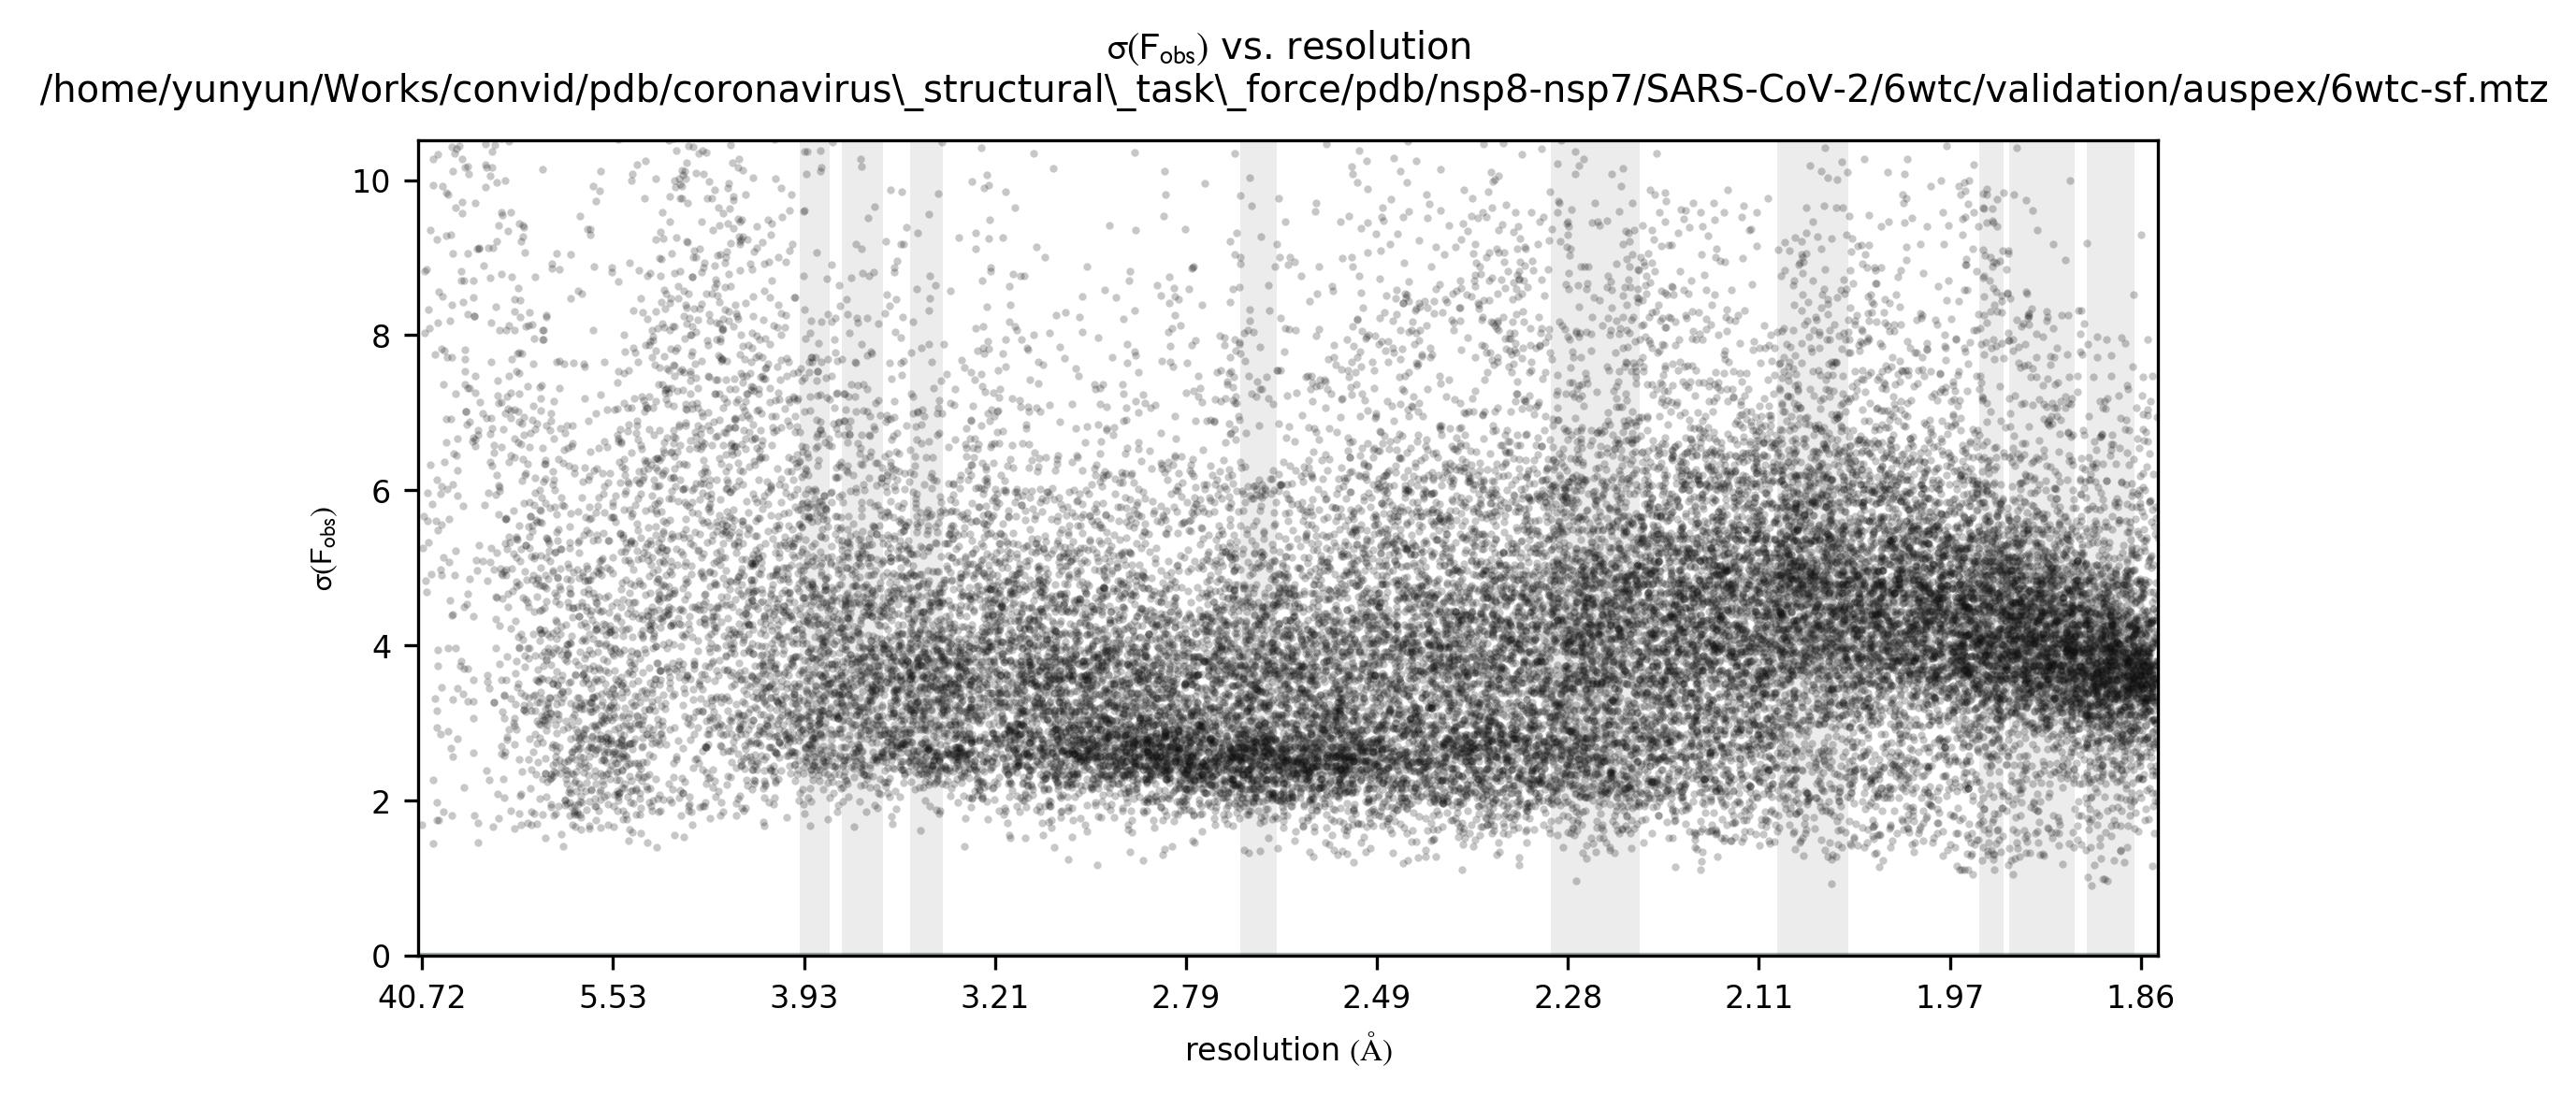 σ(Fobs) vs. resolution
/home/yunyun/Works/convid/pdb/coronavirus\_structural\_task\_force/pdb/nsp8-nsp7/SARS-CoV-2/6wtc/validation/auspex/6wtc-sf.mtz
10
8
6
4
2
0
σ(Fobs)
40.72 5.53 3.93 3.21 2.79 2.49 2.28 2.11 1.97 1.86
resolution (Å)